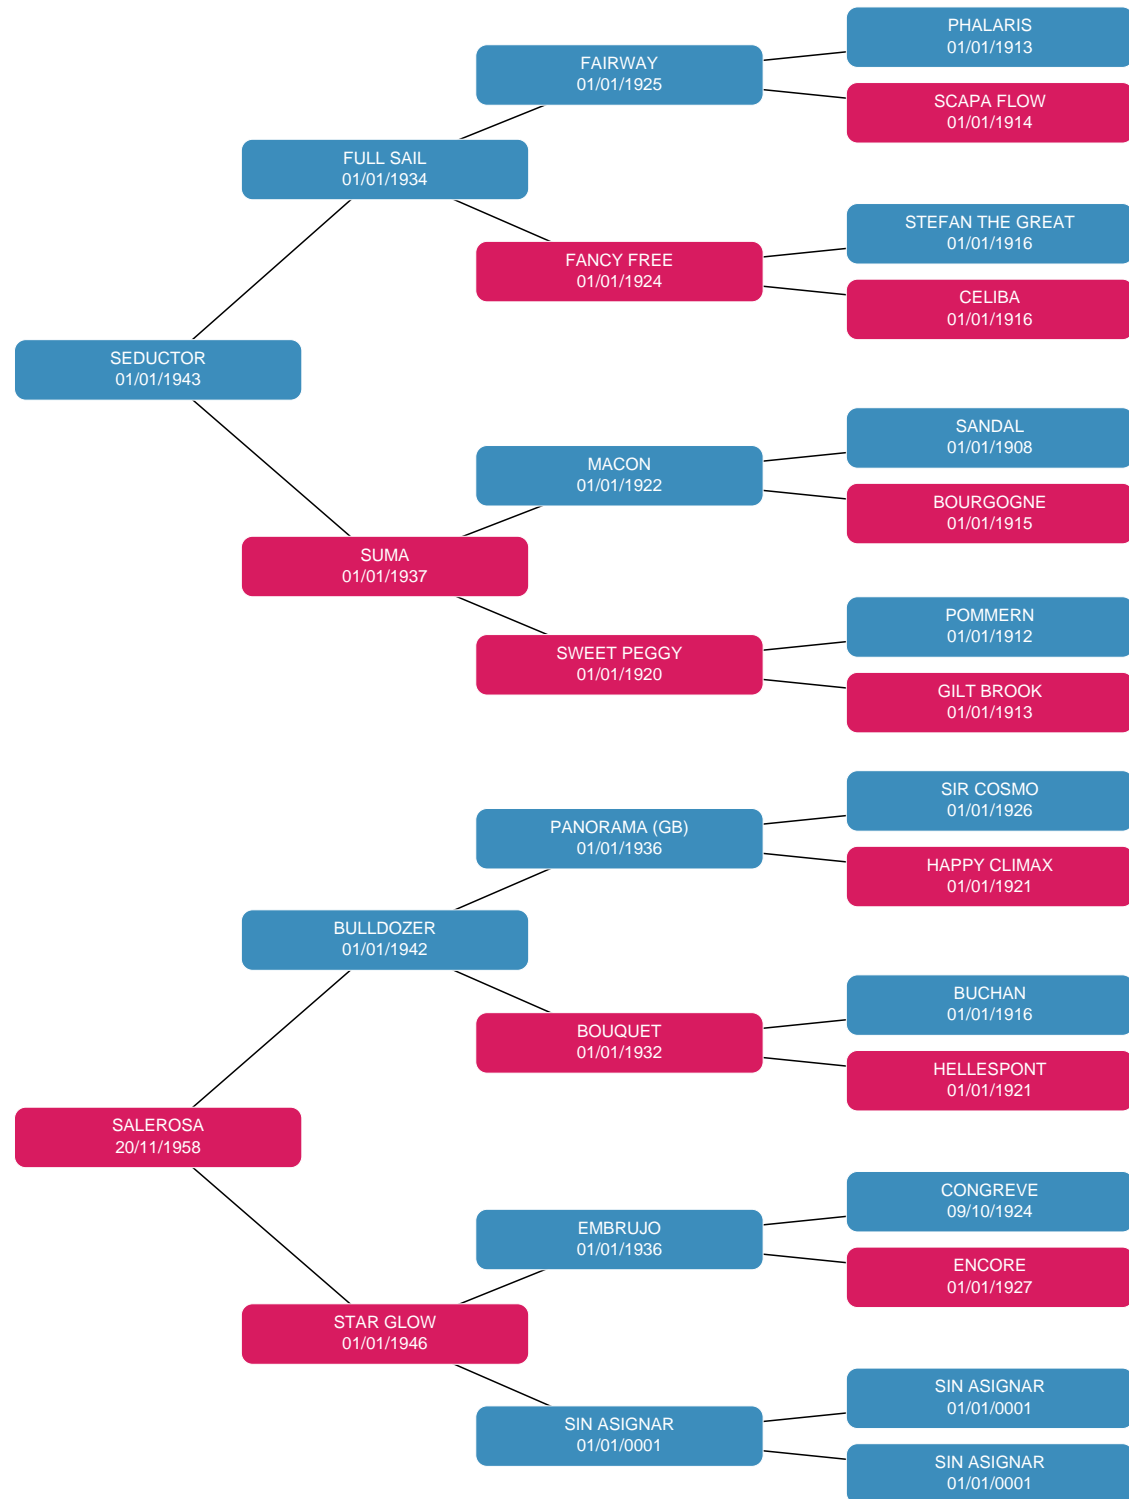 PHALARIS
01/01/1913
FAIRWAY
01/01/1925
SCAPA FLOW
01/01/1914
FULL SAIL
01/01/1934
STEFAN THE GREAT
01/01/1916
FANCY FREE
01/01/1924
CELIBA
01/01/1916
SEDUCTOR
01/01/1943
SANDAL
01/01/1908
MACON
01/01/1922
BOURGOGNE
01/01/1915
SUMA
01/01/1937
POMMERN
01/01/1912
SWEET PEGGY
01/01/1920
GILT BROOK
01/01/1913
SIR COSMO
01/01/1926
PANORAMA (GB)
01/01/1936
HAPPY CLIMAX
01/01/1921
BULLDOZER
01/01/1942
BUCHAN
01/01/1916
BOUQUET
01/01/1932
HELLESPONT
01/01/1921
SALEROSA
20/11/1958
CONGREVE
09/10/1924
EMBRUJO
01/01/1936
ENCORE
01/01/1927
STAR GLOW
01/01/1946
SIN ASIGNAR
01/01/0001
SIN ASIGNAR
01/01/0001
SIN ASIGNAR
01/01/0001